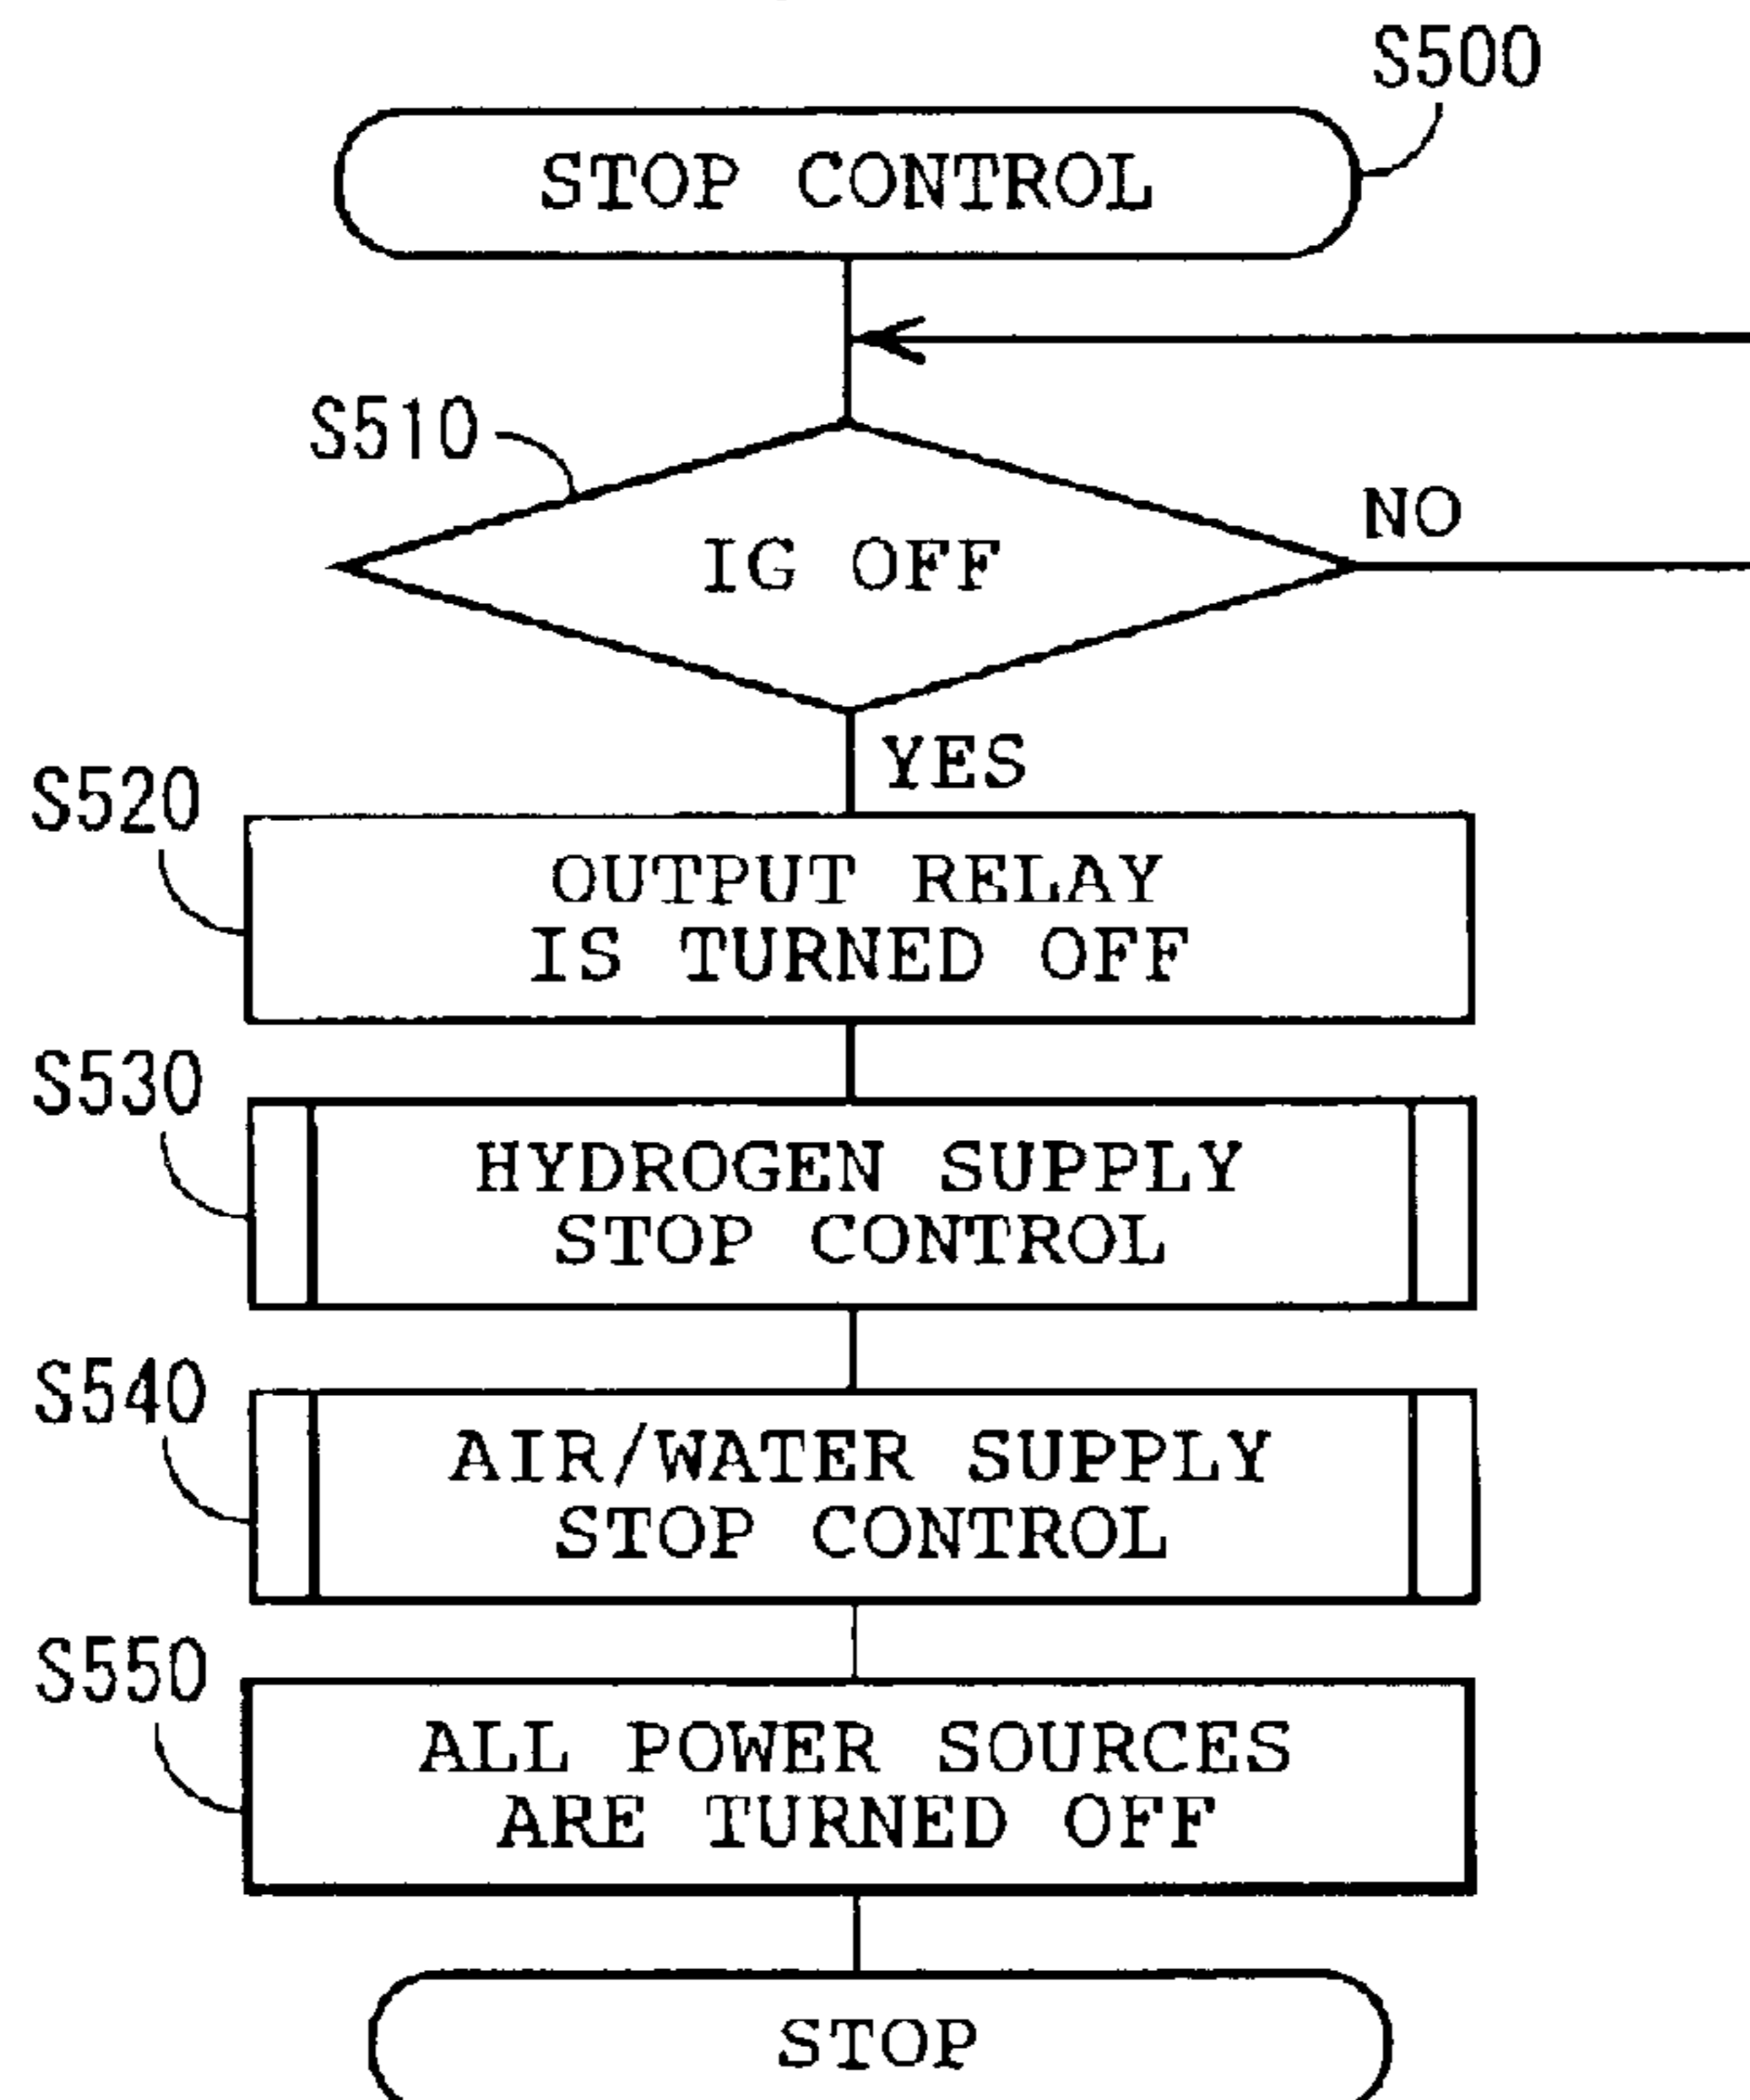 S500
STOP CONTROL
S510
IG OFF
NO
YES
S520
OUTPUT RELAY
IS TURNED OFF
S530
HYDROGEN SUPPLY
STOP CONTROL
S540
AIR/WATER SUPPLY
STOP CONTROL
S550
ALL POWER SOURCES
ARE TURNED OFF
STOP